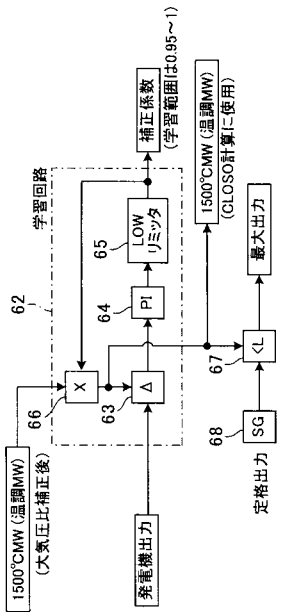 学習回路
62
1500℃MW (温調MW)
(大気圧比補正後)
66
X
63
Δ
64
PI
65
LOW
リミッタ
補正係数
(学習範囲は0.95～1)
発電機出力
1500℃MW (温調MW)
(CLCSO計算に使用)
68
SG
定格出力
67
<L
最大出力